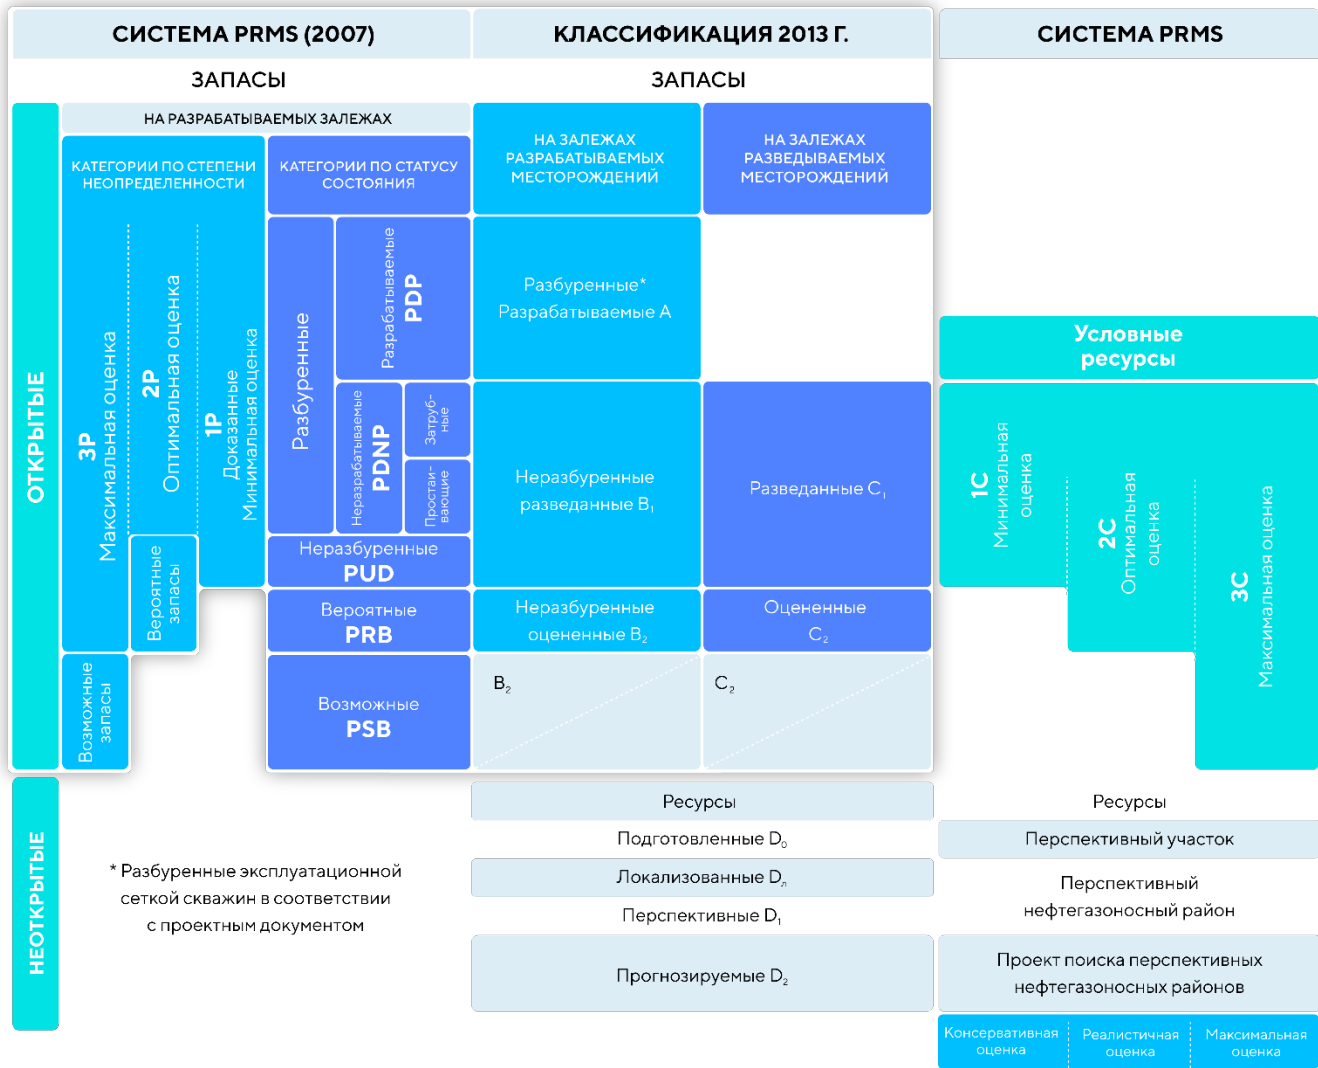 СИСТЕМА PRMS (2007)
КЛАССИФИКАЦИЯ 2013 Г.
СИСТЕМА PRMS
ЗАПАСЫ
ЗАПАСЫ
ОТКРЫТЫЕ
НА РАЗРАБАТЫВАЕМЫХ ЗАЛЕЖАХ
КАТЕГОРИИ ПО СТЕПЕНИ
НЕОПРЕДЕЛЕННОСТИ
КАТЕГОРИИ ПО СТАТУСУ
СОСТОЯНИЯ
НА ЗАЛЕЖАХ
РАЗРАБАТЫВАЕМЫХ
МЕСТОРОЖДЕНИЙ
НА ЗАЛЕЖАХ
РАЗВЕДЫВАЕМЫХ
МЕСТОРОЖДЕНИЙ
3P
Максимальная оценка
2P
Оптимальная оценка
1P
Доказанные
Минимальная оценка
Вероятные
запасы
Возможные
запасы
Разбуренные
Разрабатываемые
PDP
Неразрабатываемые
PDNP
Затруб-
ные
Простаи-
вающие
Неразбуренные
PUD
Вероятные
PRB
Возможные
PSB
Разбуренные*
Разрабатываемые А
Неразбуренные
разведанные B₁
Разведанные C₁
Неразбуренные
оцененные B₂
Оцененные
C₂
B₂
C₂
Условные
ресурсы
1C
Минимальная
оценка
2C
Оптимальная
оценка
3C
Максимальная оценка
НЕОТКРЫТЫЕ
* Разбуренные эксплуатационной
сеткой скважин в соответствии
с проектным документом
Ресурсы
Подготовленные D₀
Локализованные Dл
Перспективные D₁
Прогнозируемые D₂
Ресурсы
Перспективный участок
Перспективный
нефтегазоносный район
Проект поиска перспективных
нефтегазоносных районов
Консервативная
оценка
Реалистичная
оценка
Максимальная
оценка